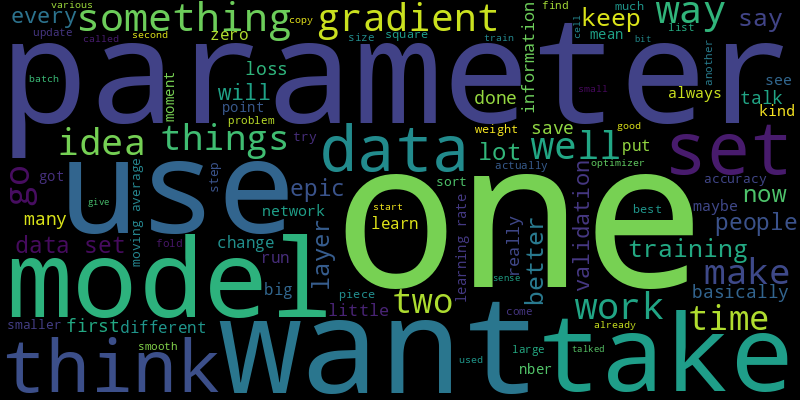 various
every something gradient way say
find
much
copy
cell
list
called second zero size square keep mean
update
train
bit
another
parameter
batch
moment
loss
will
point
problem
information
done
small
always
see
talk
kind
idea things try data weight save good put
lot well set
actually optimizer
go got use step epic one sort
moving average
give
many
start
learn
network
layer
learning rate
really
better
validation
accuracy
now
best maybe people
data set fold change run
training
model big piece little two sense
make
basically
work
time
smaller first different
come already
smooth
think want used large talked take
nber